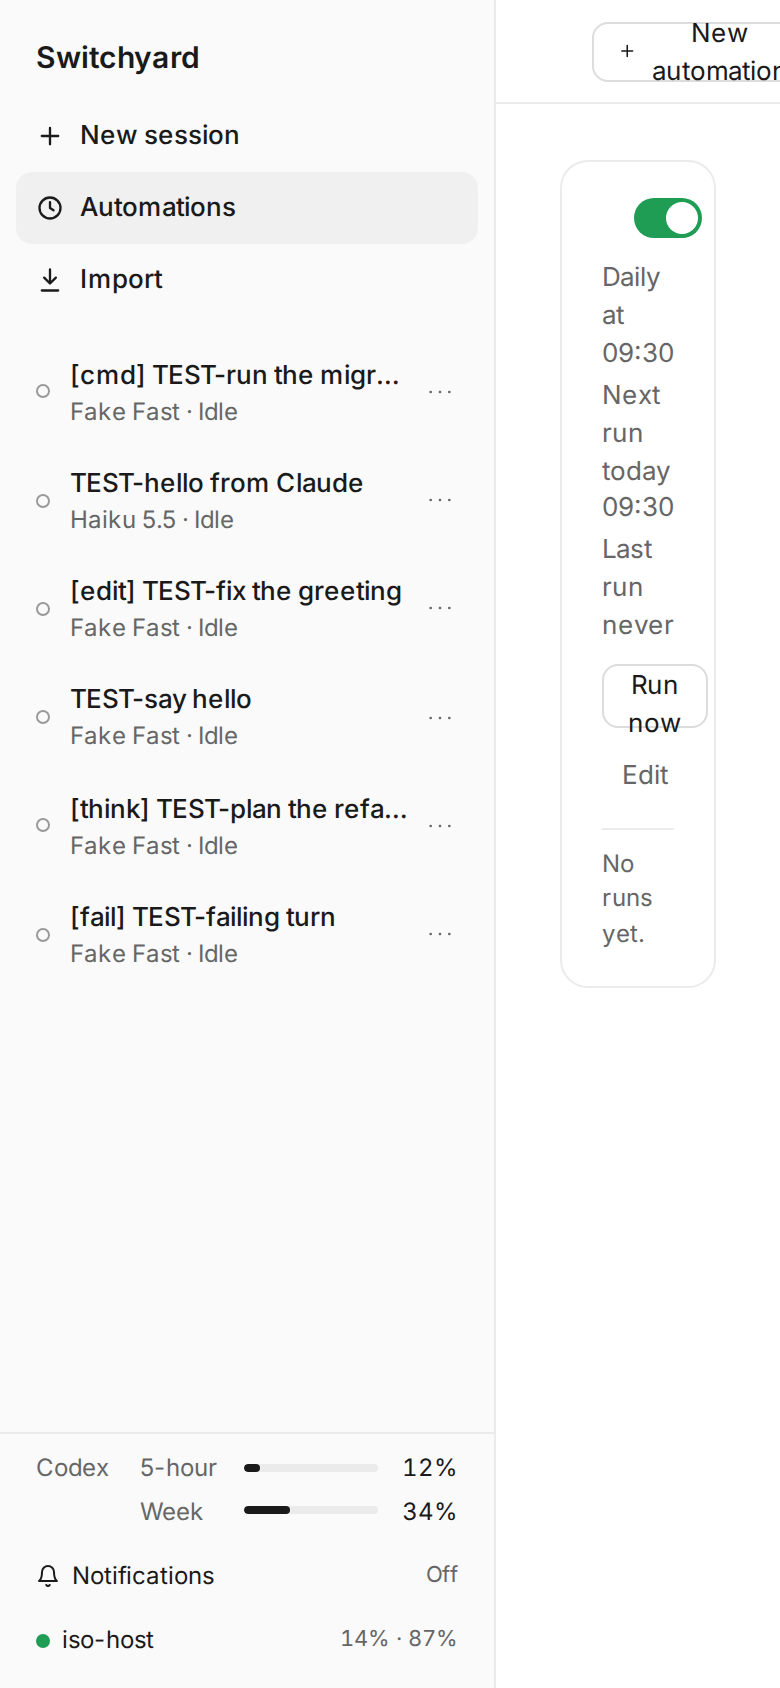 Switchyard
New session
Automations
Import
[cmd] TEST-run the migr...
Fake Fast · Idle
...
TEST-hello from Claude
Haiku 5.5 · Idle
...
[edit] TEST-fix the greeting
Fake Fast · Idle
...
TEST-say hello
Fake Fast · Idle
...
[think] TEST-plan the refa...
Fake Fast · Idle
...
[fail] TEST-failing turn
Fake Fast · Idle
...
Codex 5-hour 12%
Week 34%
Notifications Off
iso-host 14% · 87%
+ New
automation
Daily
at
09:30
Next
run
today
09:30
Last
run
never
Run
now
Edit
No
runs
yet.